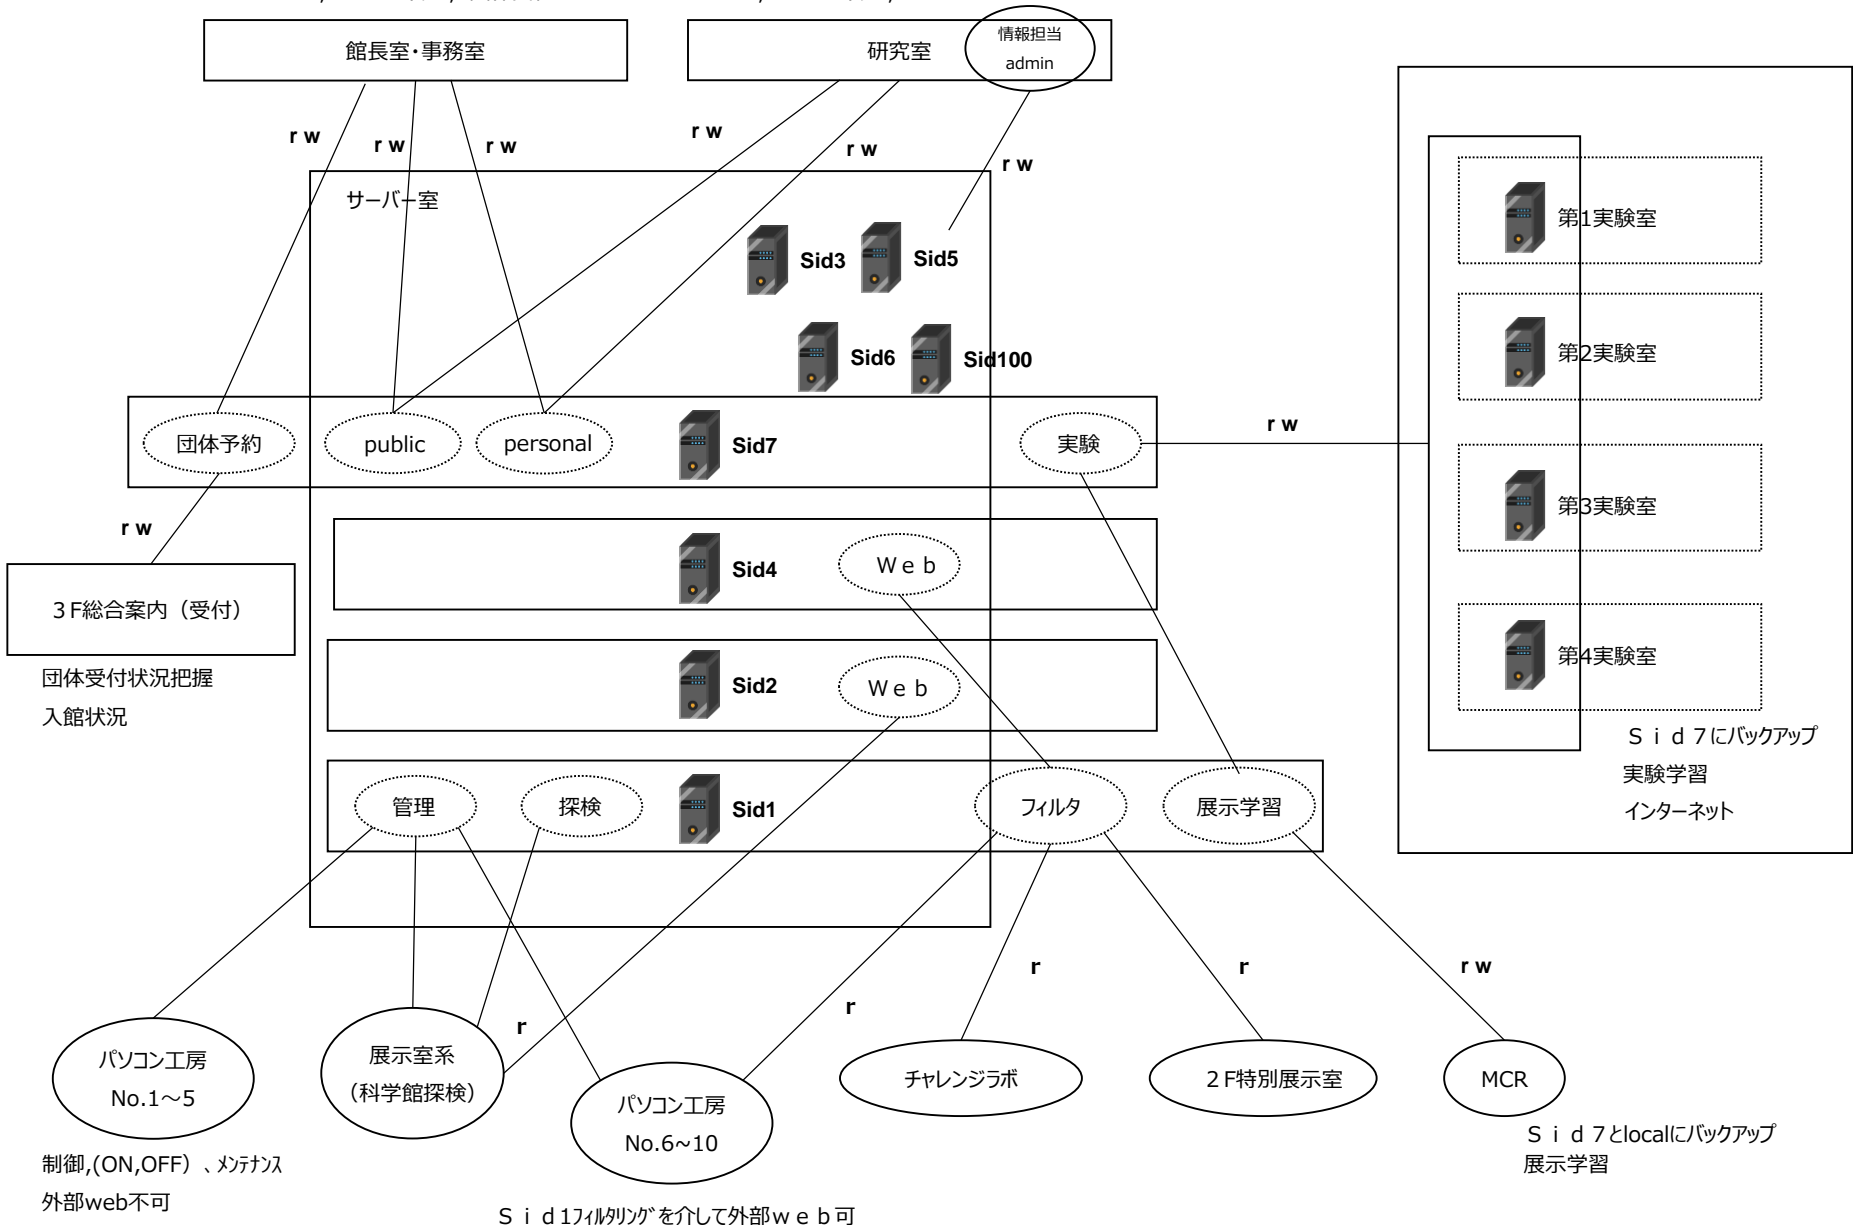 館長室・事務室
研究室
情報担当
admin
r w
r w
r w
r w
r w
r w
サーバー室
Sid3
Sid5
Sid6
Sid100
第1実験室
第2実験室
第3実験室
第4実験室
団体予約
public
personal
Sid7
実験
r w
r w
Sid4
Ｗｅｂ
３F総合案内（受付）
団体受付状況把握
入館状況
Sid2
Ｗｅｂ
Ｓｉｄ７にバックアップ
実験学習
インターネット
管理
探検
Sid1
フィルタ
展示学習
r
r
r
r
r w
パソコン工房
No.1～5
展示室系
(科学館探検)
パソコン工房
No.6~10
チャレンジラボ
２F特別展示室
MCR
制御,(ON,OFF）、メンテナンス
外部web不可
Ｓｉｄ1フィルタリングを介して外部ｗｅｂ可
Ｓｉｄ７とlocalにバックアップ
展示学習